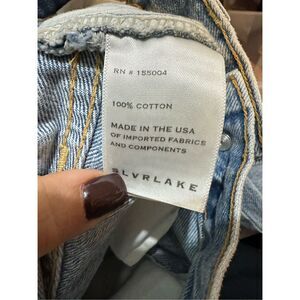 RN # 155004
100% COTTON
MADE IN THE USA
OF IMPORTED FABRICS
AND COMPONENTS
SLVRLAKE